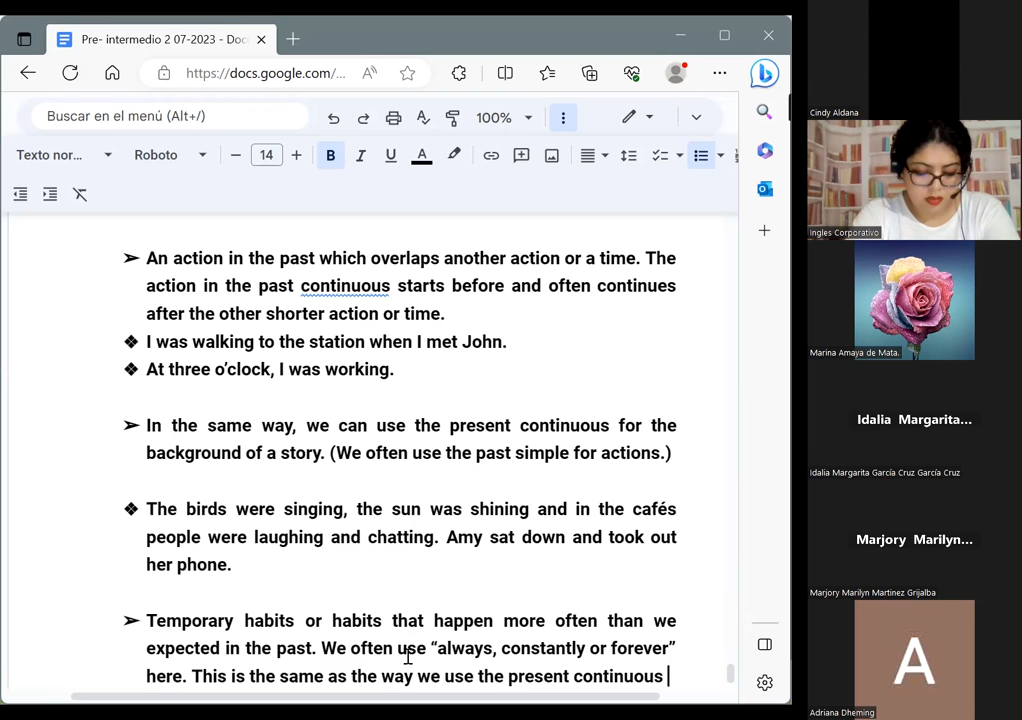 Pre- intermedio 2 07-2023 - Doc
https://docs.google.com/...
Buscar en el menú (Alt+/)
100%
Texto nor...
Roboto
14
B
I
U
A
An action in the past which overlaps another action or a time. The
action in the past continuous starts before and often continues
after the other shorter action or time.
I was walking to the station when I met John.
At three o'clock, I was working.
In the same way, we can use the present continuous for the
background of a story. (We often use the past simple for actions.)
The birds were singing, the sun was shining and in the cafés
people were laughing and chatting. Amy sat down and took out
her phone.
Temporary habits or habits that happen more often than we
expected in the past. We often use “always, constantly or forever”
here. This is the same as the way we use the present continuous
Cindy Aldana
Ingles Corporativo
Marina Amaya de Mata.
Idalia Margarita...
Idalia Margarita García Cruz García Cruz
Marjory Marilyn...
Marjory Marilyn Martinez Grijalba
A
Adriana Dheming